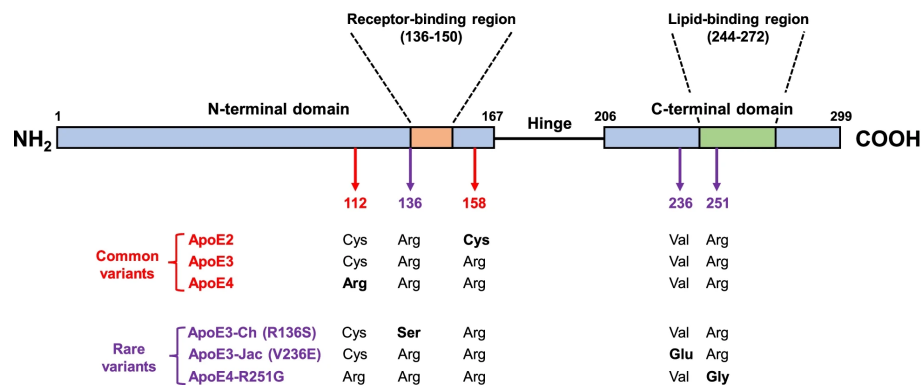 Receptor-binding region
(136-150)
Lipid-binding region
(244-272)
1 N-terminal domain 167 Hinge 206 C-terminal domain 299
NH2 COOH
112 136 158 236 251
Common variants
ApoE2 Cys Arg Cys Val Arg
ApoE3 Cys Arg Arg Val Arg
ApoE4 Arg Arg Arg Val Arg
Rare variants
ApoE3-Ch (R136S) Cys Ser Arg Val Arg
ApoE3-Jac (V236E) Cys Arg Arg Glu Arg
ApoE4-R251G Arg Arg Arg Val Gly